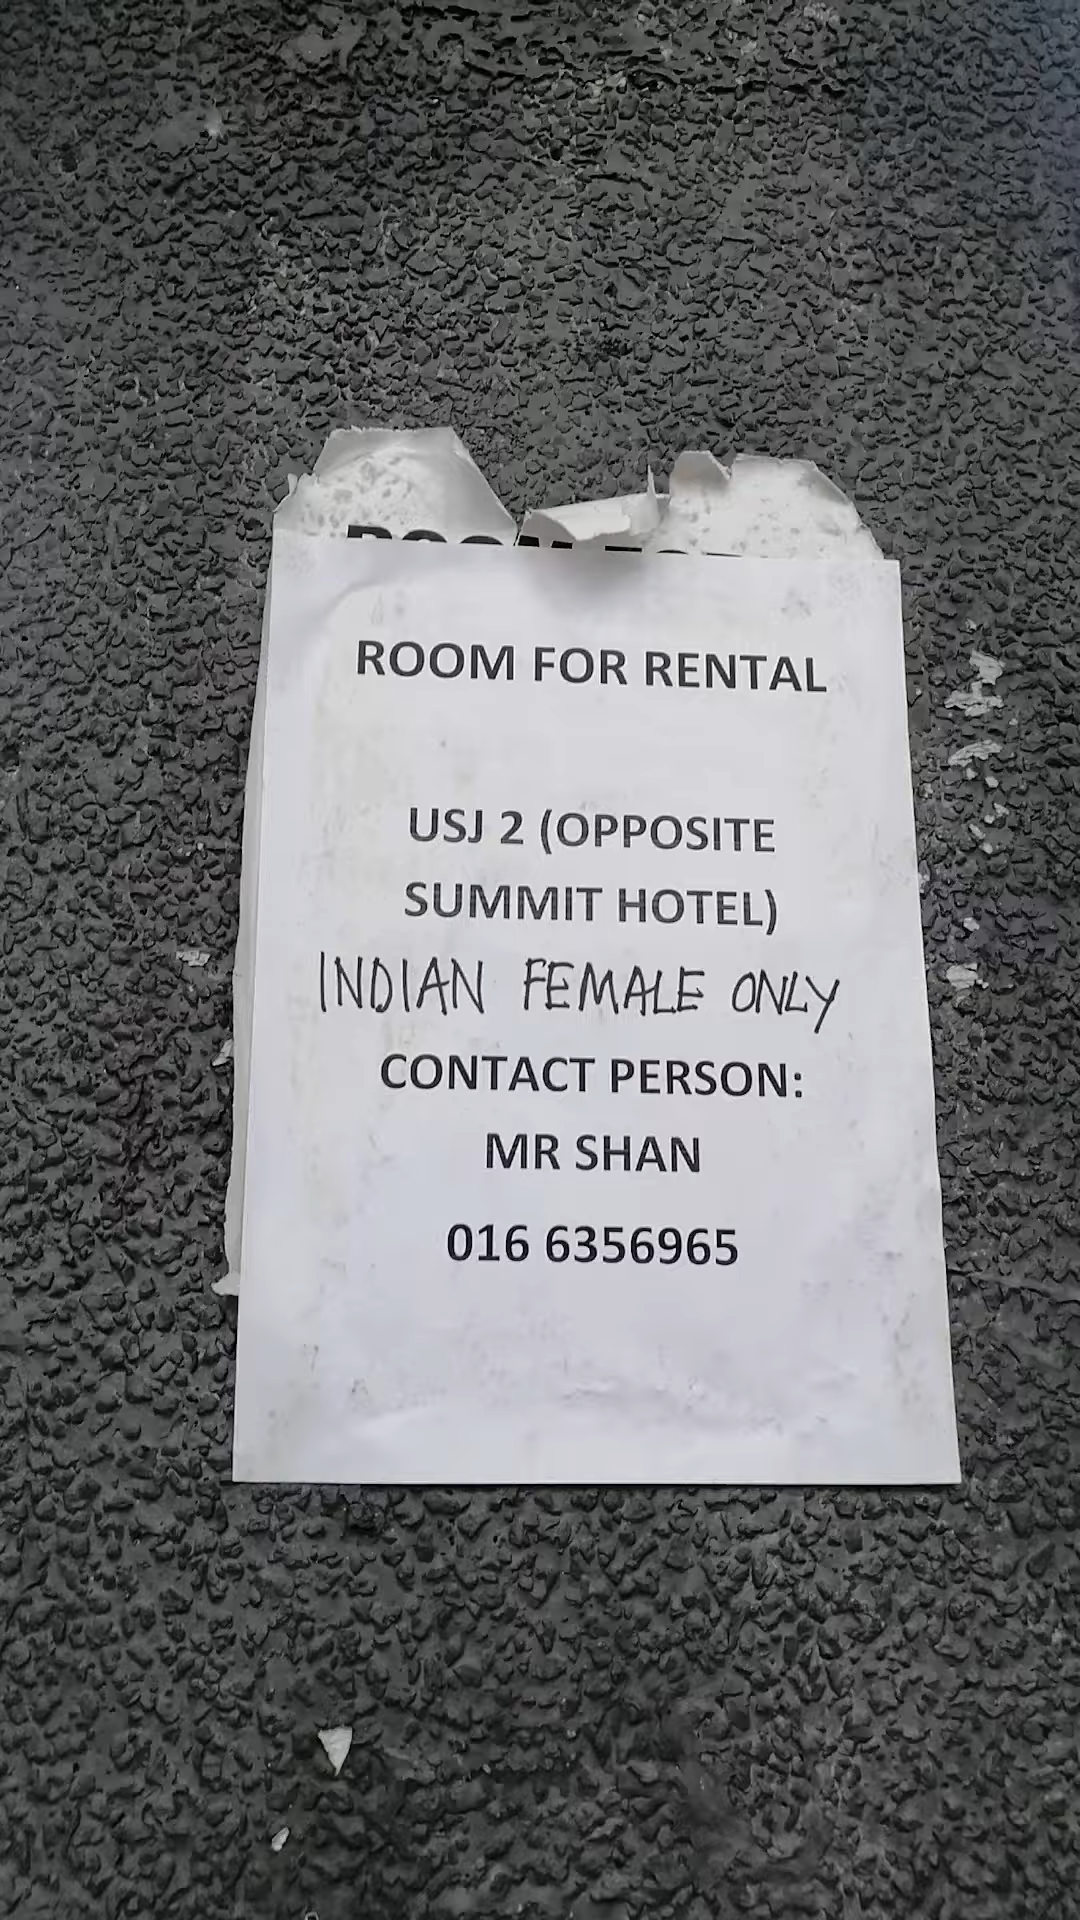 ROOM FOR RENTAL
USJ 2 (OPPOSITE
SUMMIT HOTEL)
INDIAN FEMALE ONLY
CONTACT PERSON:
MR SHAN
016 6356965